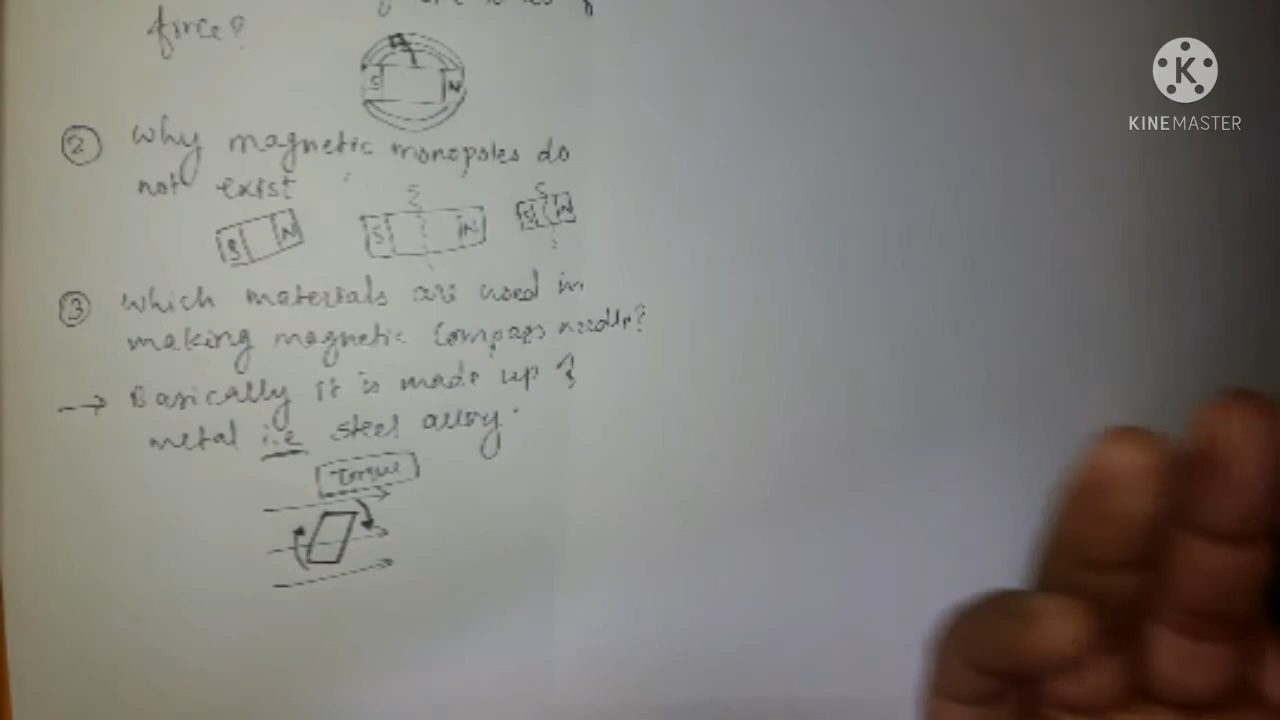 force?
S N
② Why magnetic monopoles do
not exist
S N S N S N
③ Which materials are used in
making magnetic compass needle?
→ Basically it is made up of
metal i.e steel alloy.
Torque
K
KINEMASTER